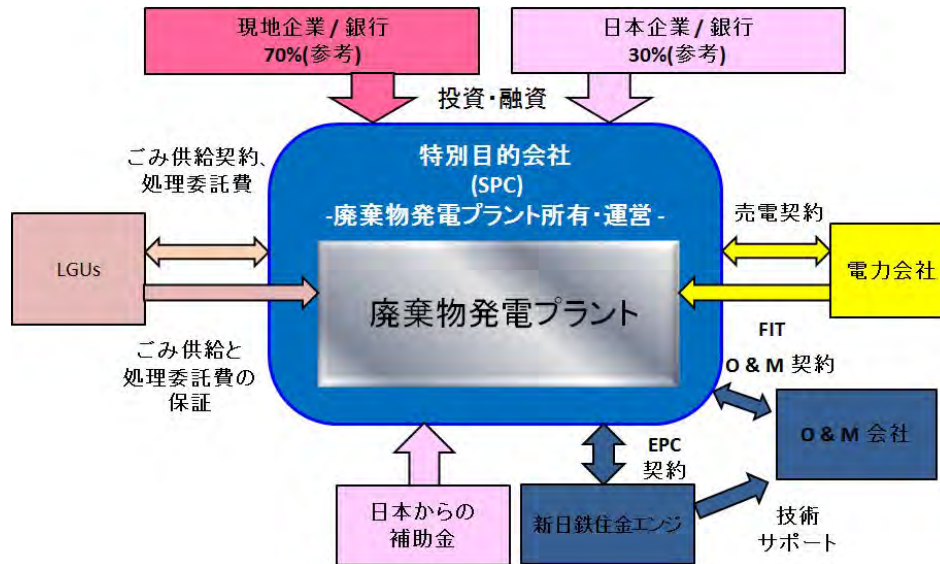 現地企業 / 銀行
70%(参考)
日本企業 / 銀行
30%(参考)
投資・融資
ごみ供給契約、
処理委託費
特別目的会社
(SPC)
-廃棄物発電プラント所有・運営 -
売電契約
LGUs
廃棄物発電プラント
電力会社
ごみ供給と
処理委託費の
保証
FIT
O & M 契約
O & M 会社
EPC
契約
日本からの
補助金
新日鉄住金エンジ
技術
サポート